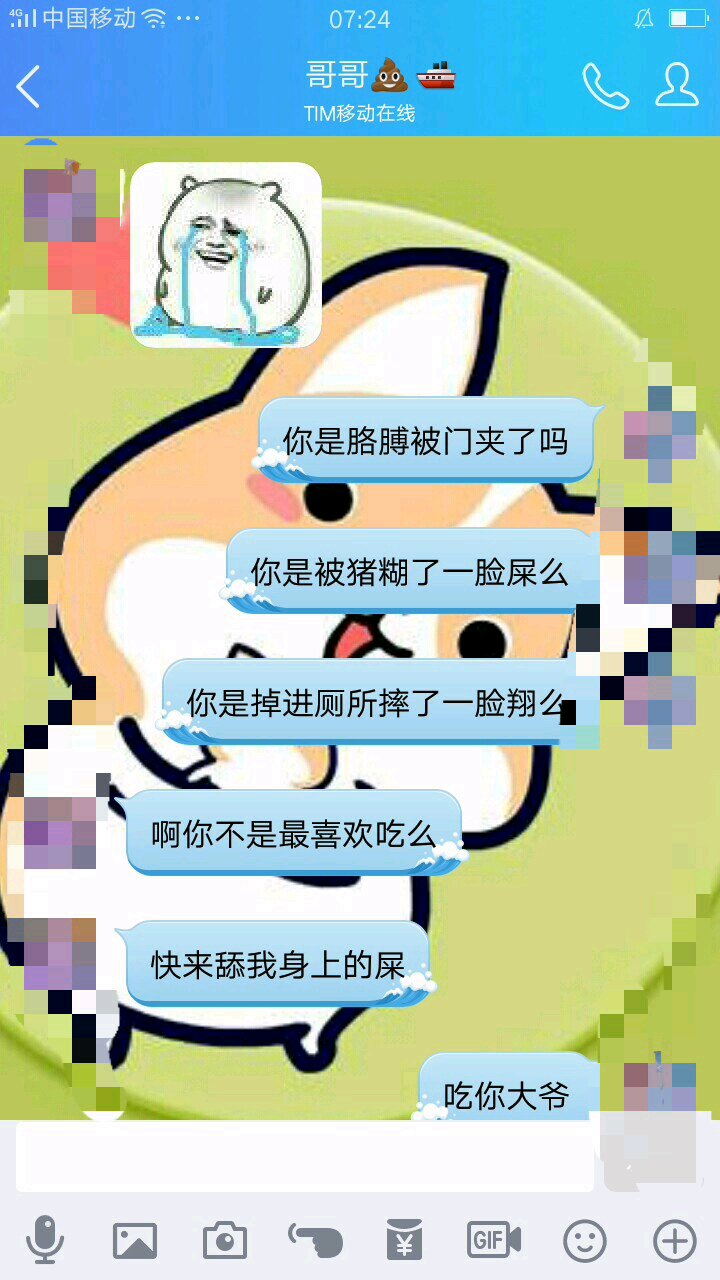 4G 中国移动 07:24
哥哥💩🚢
TIM移动在线
你是胳膊被门夹了吗
你是被猪糊了一脸屎么
你是掉进厕所摔了一脸翔么
啊你不是最喜欢吃么
快来舔我身上的屎
吃你大爷
¥
GIF